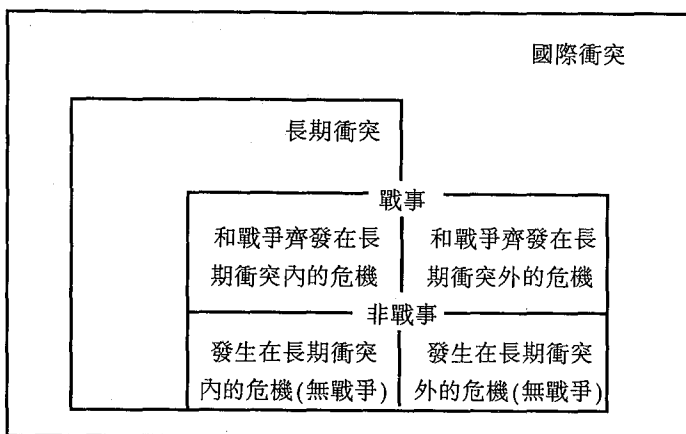 國際衝突
長期衝突
戰事
和戰爭齊發在長
期衝突內的危機
和戰爭齊發在長
期衝突外的危機
非戰事
發生在長期衝突
內的危機(無戰爭)
發生在長期衝突
外的危機(無戰爭)